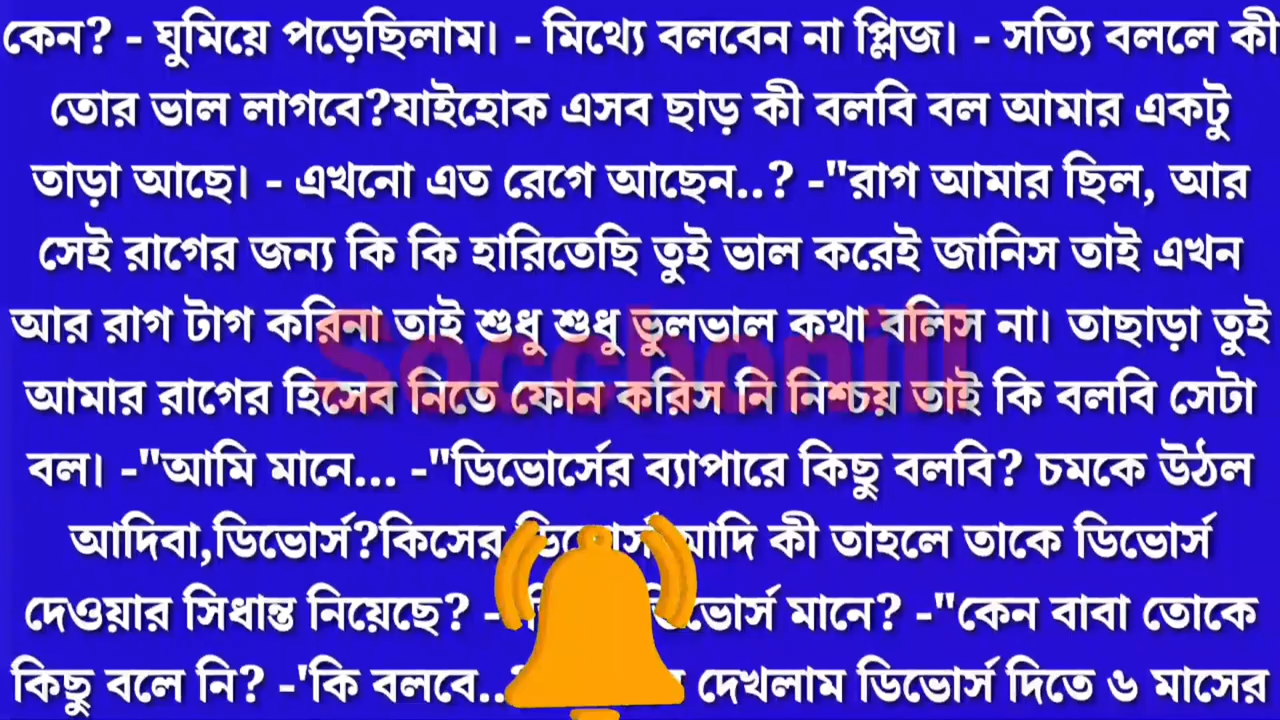 কেন? - ঘুমিয়ে পড়েছিলাম। - মিথ্যে বলবেন না প্লিজ। - সত্যি বললে কী
তোর ভাল লাগবে?যাইহোক এসব ছাড় কী বলবি বল আমার একটু
তাড়া আছে। - এখনো এত রেগে আছেন..? -"রাগ আমার ছিল, আর
সেই রাগের জন্য কি কি হারিতেছি তুই ভাল করেই জানিস তাই এখন
আর রাগ টাগ করিনা তাই শুধু শুধু ভুলভাল কথা বলিস না। তাছাড়া তুই
আমার রাগের হিসেব নিতে ফোন করিস নি নিশ্চয় তাই কি বলবি সেটা
বল। -"আমি মানে... -"ডিভোর্সের ব্যাপারে কিছু বলবি? চমকে উঠল
আদিবা,ডিভোর্স?কিসের আদি কী তাহলে তাকে ডিভোর্স
দেওয়ার সিধান্ত নিয়েছে? - মানে? -"কেন বাবা তোকে
কিছু বলে নি? -'কি বলবে.. দেখলাম ডিভোর্স দিতে ৬ মাসের
Socchopill